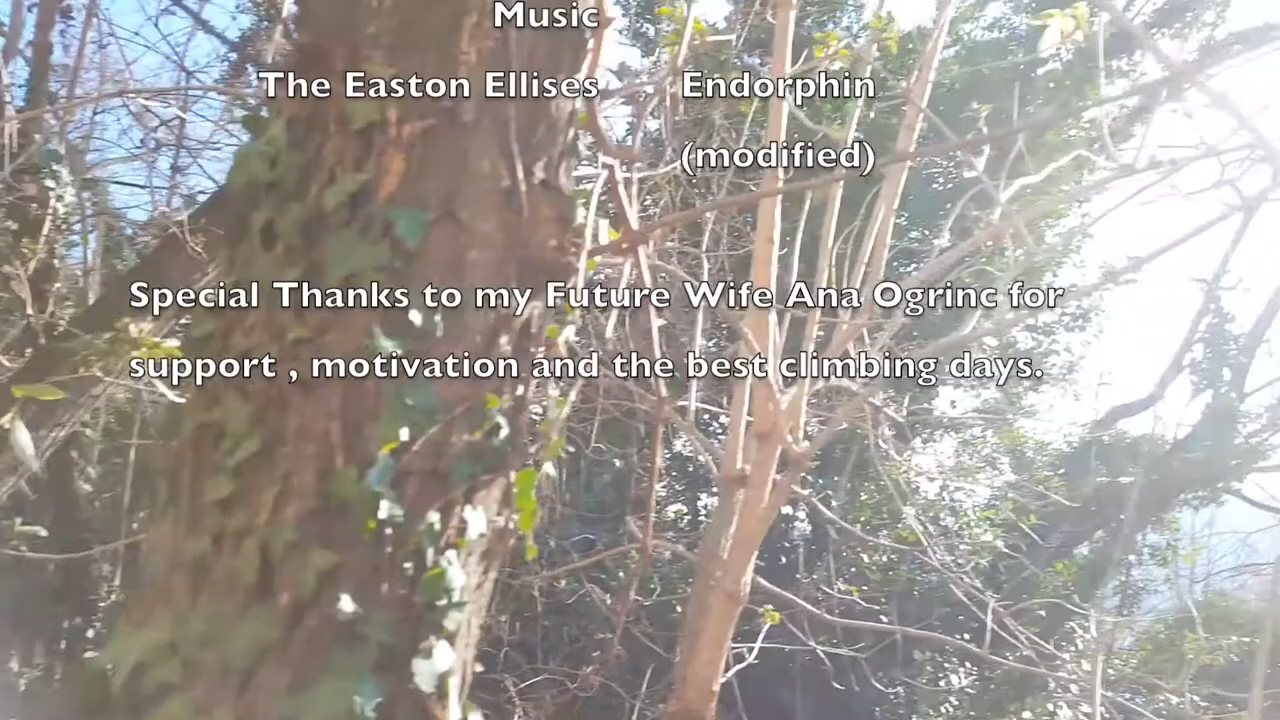 Music
The Easton Ellises Endorphin
(modified)
Special Thanks to my Future Wife Ana Ogrinc for
support , motivation and the best climbing days.